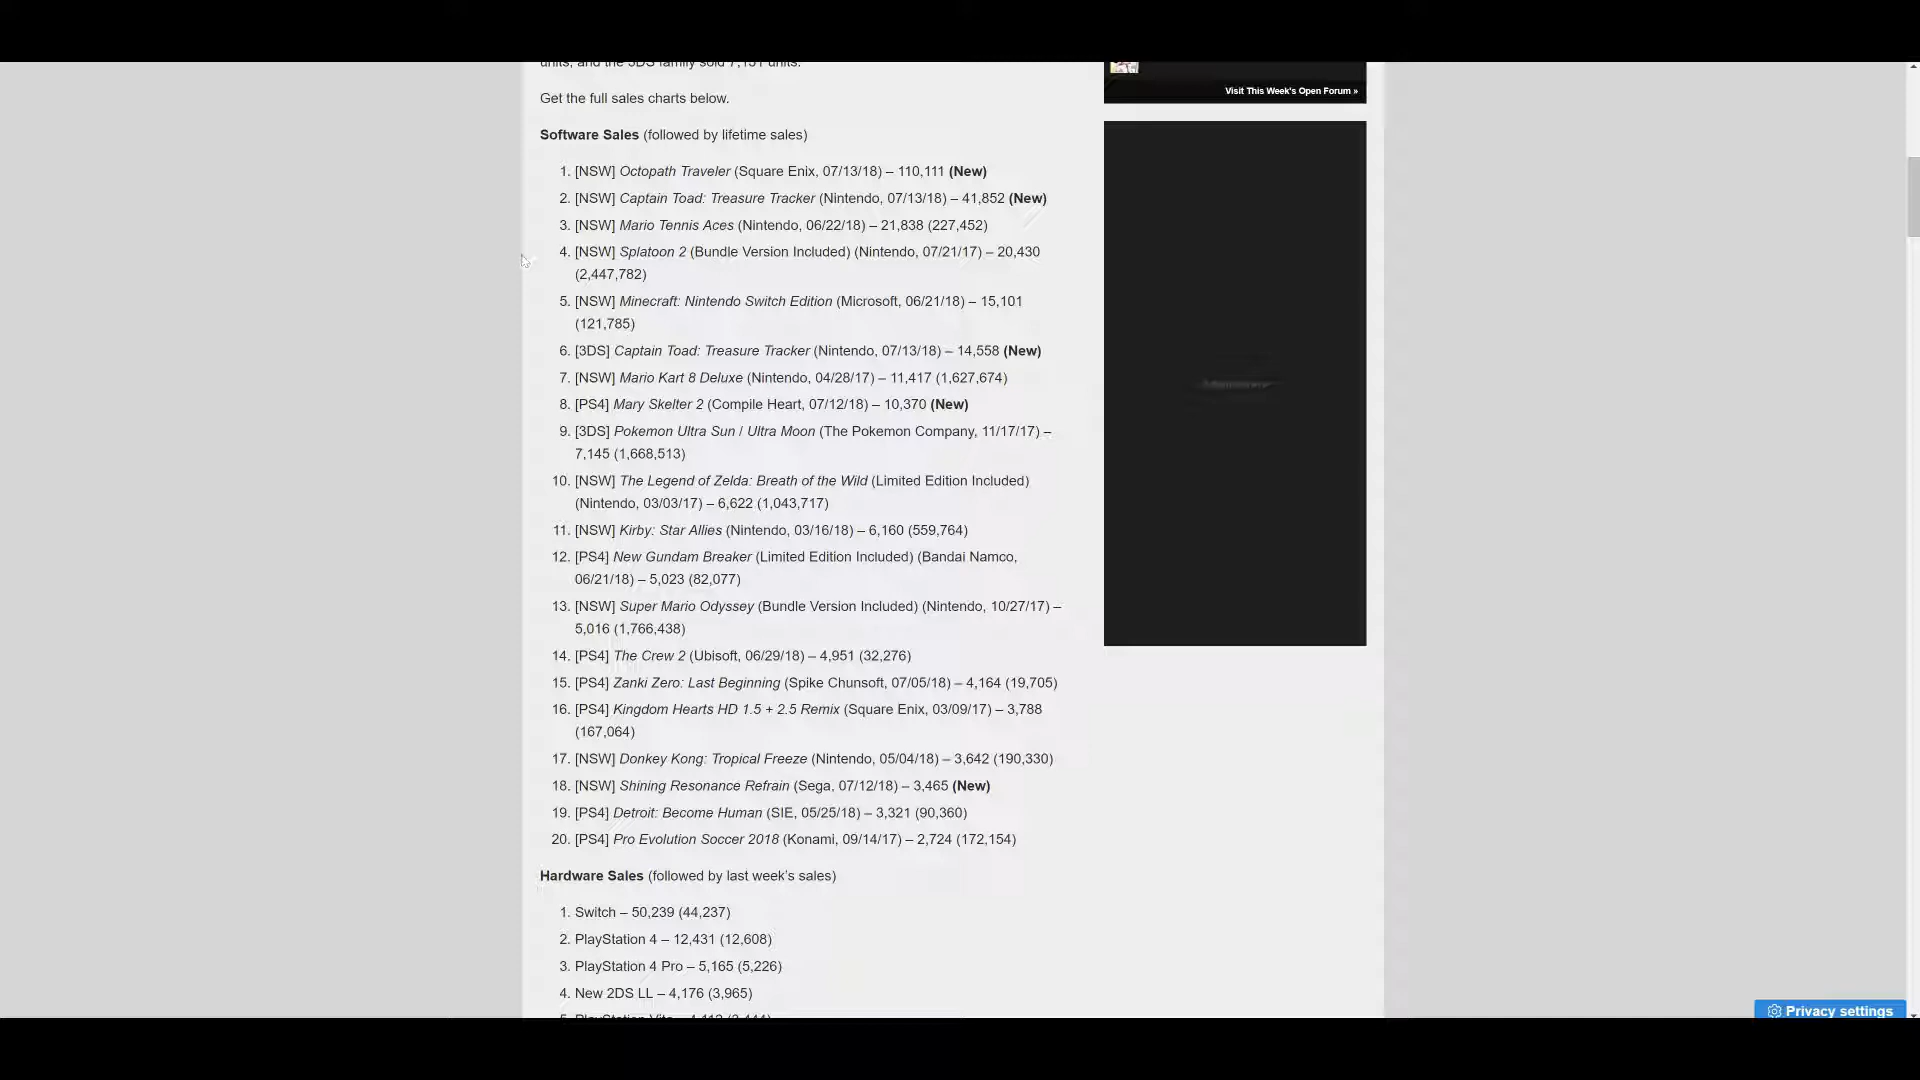 units, and the 3DS family sold 7,151 units.
Visit This Week's Open Forum »
Get the full sales charts below.
Software Sales (followed by lifetime sales)
1. [NSW] Octopath Traveler (Square Enix, 07/13/18) – 110,111 (New)
2. [NSW] Captain Toad: Treasure Tracker (Nintendo, 07/13/18) – 41,852 (New)
3. [NSW] Mario Tennis Aces (Nintendo, 06/22/18) – 21,838 (227,452)
4. [NSW] Splatoon 2 (Bundle Version Included) (Nintendo, 07/21/17) – 20,430
(2,447,782)
5. [NSW] Minecraft: Nintendo Switch Edition (Microsoft, 06/21/18) – 15,101
(121,785)
6. [3DS] Captain Toad: Treasure Tracker (Nintendo, 07/13/18) – 14,558 (New)
7. [NSW] Mario Kart 8 Deluxe (Nintendo, 04/28/17) – 11,417 (1,627,674)
8. [PS4] Mary Skelter 2 (Compile Heart, 07/12/18) – 10,370 (New)
9. [3DS] Pokemon Ultra Sun / Ultra Moon (The Pokemon Company, 11/17/17) –
7,145 (1,668,513)
10. [NSW] The Legend of Zelda: Breath of the Wild (Limited Edition Included)
(Nintendo, 03/03/17) – 6,622 (1,043,717)
11. [NSW] Kirby: Star Allies (Nintendo, 03/16/18) – 6,160 (559,764)
12. [PS4] New Gundam Breaker (Limited Edition Included) (Bandai Namco,
06/21/18) – 5,023 (82,077)
13. [NSW] Super Mario Odyssey (Bundle Version Included) (Nintendo, 10/27/17) –
5,016 (1,766,438)
14. [PS4] The Crew 2 (Ubisoft, 06/29/18) – 4,951 (32,276)
15. [PS4] Zanki Zero: Last Beginning (Spike Chunsoft, 07/05/18) – 4,164 (19,705)
16. [PS4] Kingdom Hearts HD 1.5 + 2.5 Remix (Square Enix, 03/09/17) – 3,788
(167,064)
17. [NSW] Donkey Kong: Tropical Freeze (Nintendo, 05/04/18) – 3,642 (190,330)
18. [NSW] Shining Resonance Refrain (Sega, 07/12/18) – 3,465 (New)
19. [PS4] Detroit: Become Human (SIE, 05/25/18) – 3,321 (90,360)
20. [PS4] Pro Evolution Soccer 2018 (Konami, 09/14/17) – 2,724 (172,154)
Hardware Sales (followed by last week's sales)
1. Switch – 50,239 (44,237)
2. PlayStation 4 – 12,431 (12,608)
3. PlayStation 4 Pro – 5,165 (5,226)
4. New 2DS LL – 4,176 (3,965)
5. PlayStation Vita –
Privacy settings